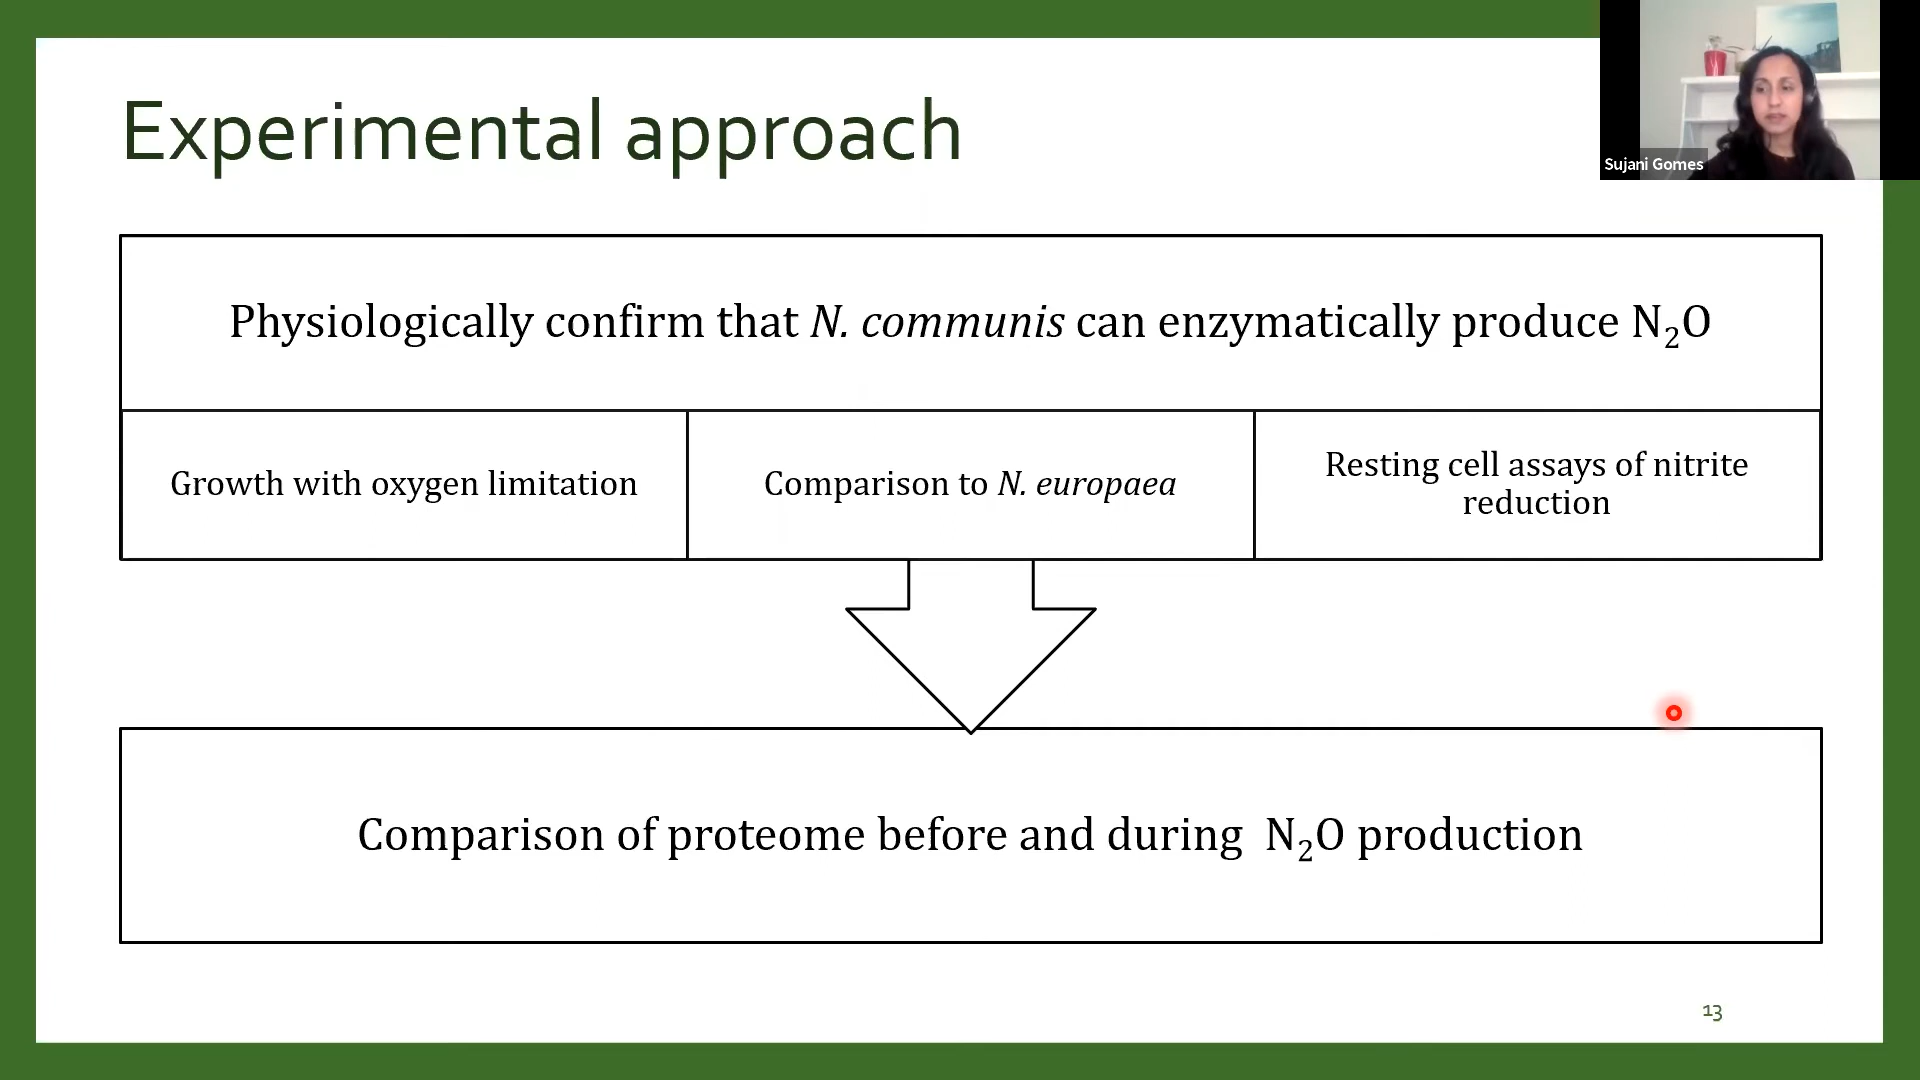 Experimental approach
Sujani Gomes
Physiologically confirm that N. communis can enzymatically produce N₂O
Growth with oxygen limitation
Comparison to N. europaea
Resting cell assays of nitrite
reduction
Comparison of proteome before and during  N₂O production
13